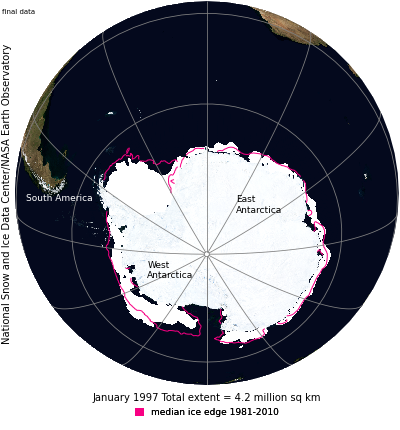 final data
National Snow and Ice Data Center/NASA Earth Observatory
South America
East
Antarctica
West
Antarctica
January 1997 Total extent = 4.2 million sq km
median ice edge 1981-2010